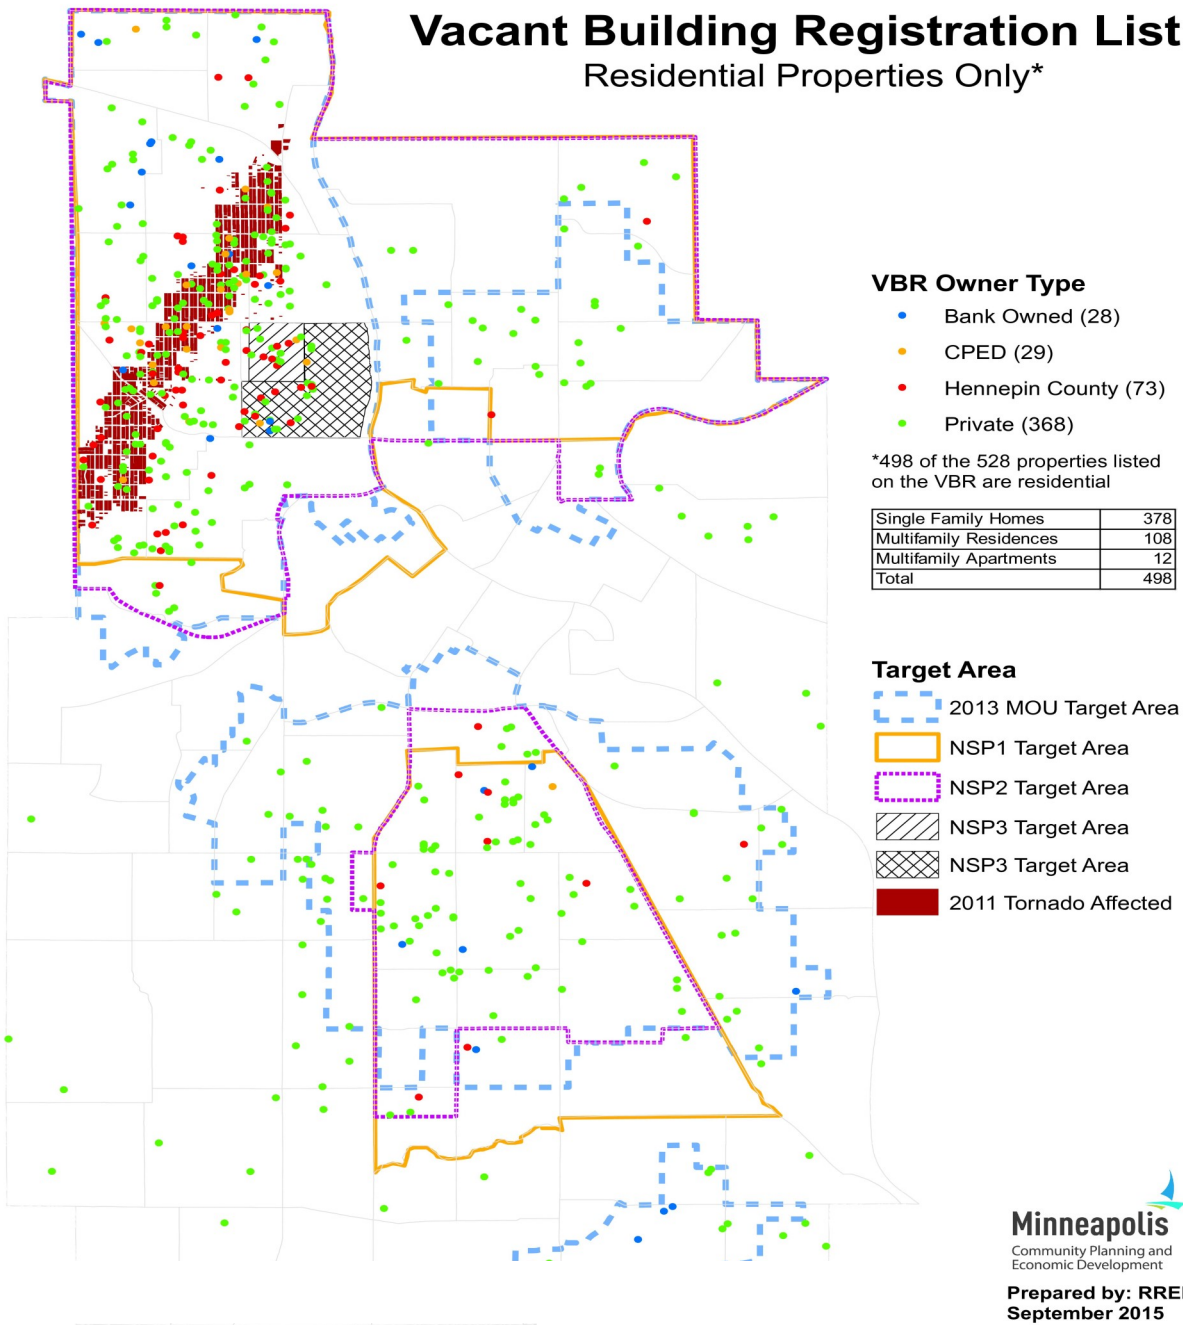 Vacant Building Registration List
Residential Properties Only*
VBR Owner Type
Bank Owned (28)
CPED (29)
Hennepin County (73)
Private (368)
*498 of the 528 properties listed
on the VBR are residential
Single Family Homes 378
Multifamily Residences 108
Multifamily Apartments 12
Total 498
Target Area
2013 MOU Target Area
NSP1 Target Area
NSP2 Target Area
NSP3 Target Area
NSP3 Target Area
2011 Tornado Affected
Minneapolis
Community Planning and
Economic Development
Prepared by:
September 2015